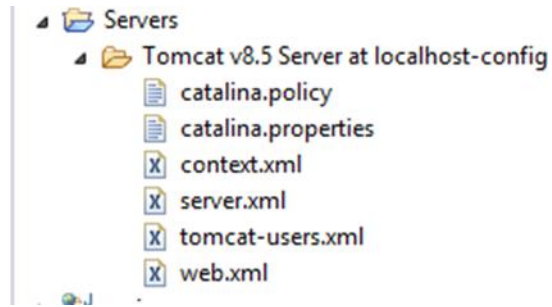 Servers
Tomcat v8.5 Server at localhost-config
catalina.policy
catalina.properties
context.xml
server.xml
tomcat-users.xml
web.xml